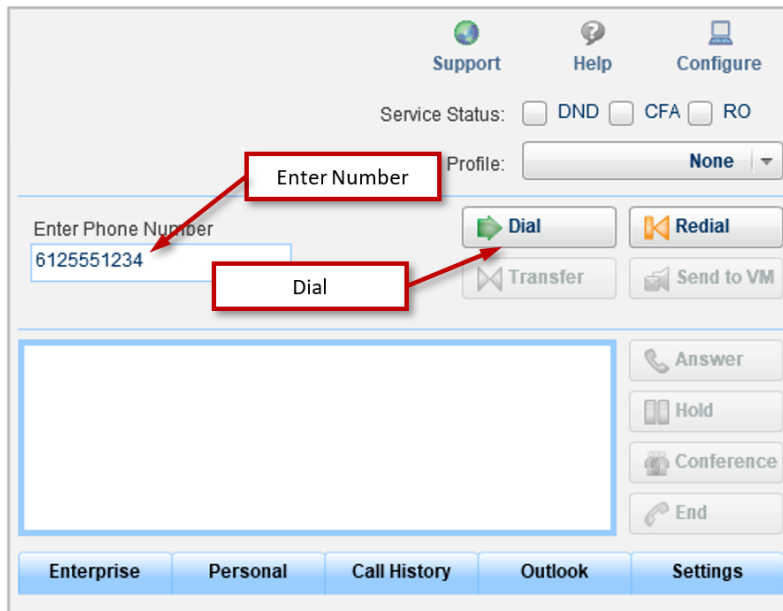 Support Help Configure
Service Status: DND CFA RO
Profile: None
Enter Number
Enter Phone Number
Dial Redial
6125551234
Dial
Transfer Send to VM
Answer
Hold
Conference
End
Enterprise Personal Call History Outlook Settings